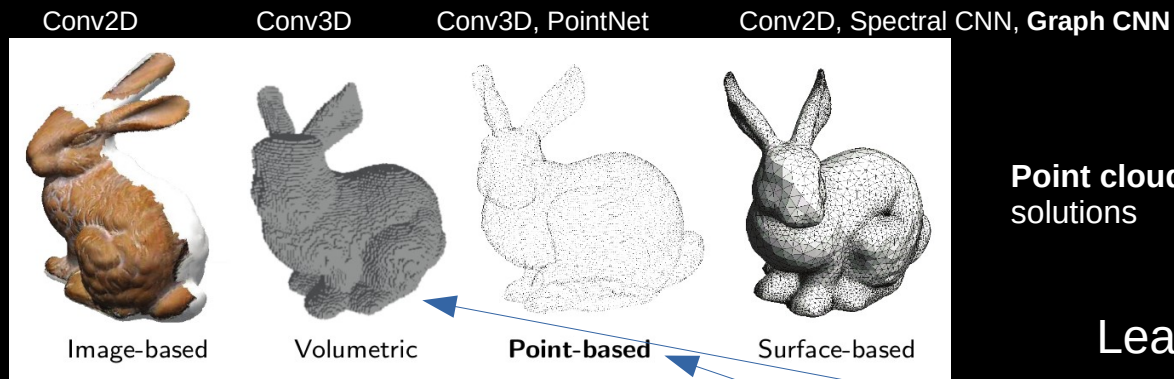 Conv2D Conv3D Conv3D, PointNet Conv2D, Spectral CNN, Graph CNN
Point cloud
solutions
Lea
Image-based Volumetric Point-based Surface-based